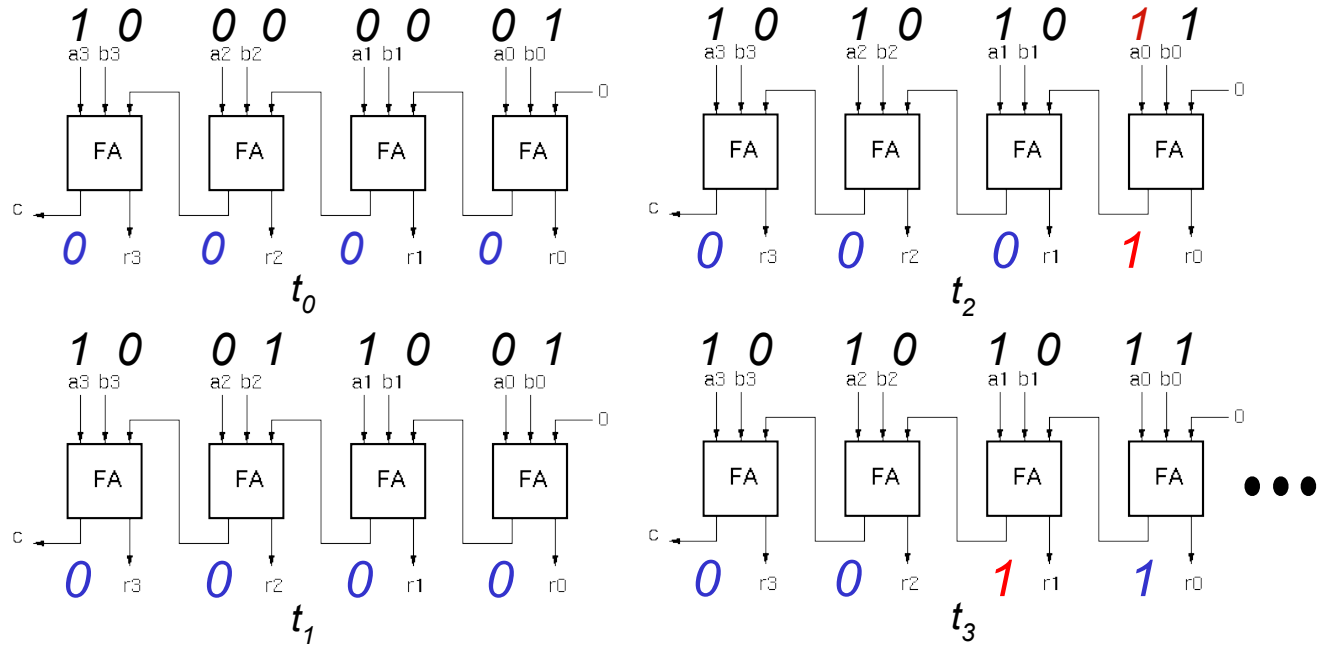 1 0 0 0 0 0 0 1
a3 b3 a2 b2 a1 b1 a0 b0
0
FA FA FA FA
c
0 r3 0 r2 0 r1 0 r0
t0
1 0 1 0 1 0 1 1
a3 b3 a2 b2 a1 b1 a0 b0
0
FA FA FA FA
c
0 r3 0 r2 0 r1 1 r0
t2
1 0 0 1 1 0 0 1
a3 b3 a2 b2 a1 b1 a0 b0
0
FA FA FA FA
c
0 r3 0 r2 0 r1 0 r0
t1
1 0 1 0 1 0 1 1
a3 b3 a2 b2 a1 b1 a0 b0
0
FA FA FA FA
c
0 r3 0 r2 1 r1 1 r0
t3